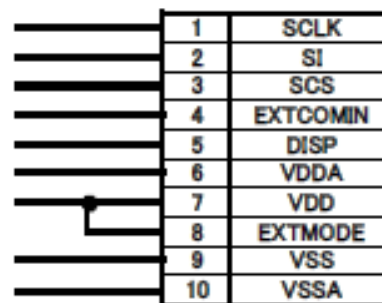 1 SCLK
2 SI
3 SCS
4 EXTCOMIN
5 DISP
6 VDDA
7 VDD
8 EXTMODE
9 VSS
10 VSSA